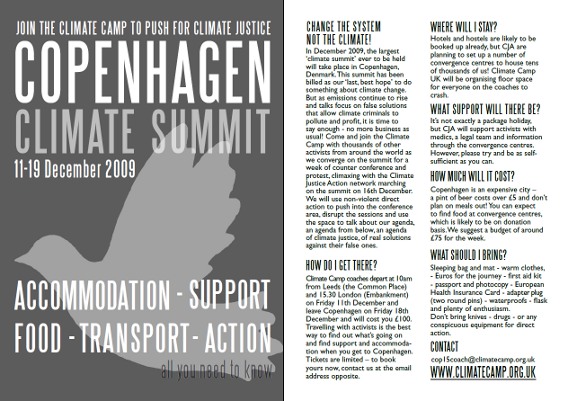 JOIN THE CLIMATE CAMP TO PUSH FOR CLIMATE JUSTICE
COPENHAGEN
CLIMATE SUMMIT
11-19 December 2009
ACCOMMODATION - SUPPORT
FOOD - TRANSPORT - ACTION
all you need to know
CHANGE THE SYSTEM
NOT THE CLIMATE!
In December 2009, the largest
'climate summit' ever to be held
will take place in Copenhagen,
Denmark. This summit has been
billed as our 'last, best hope' to do
something about climate change.
But as emissions continue to rise
and talks focus on false solutions
that allow climate criminals to
pollute and profit, it is time to
say enough - no more business as
usual! Come and join the Climate
Camp with thousands of other
activists from around the world as
we converge on the summit for a
week of counter conference and
protest, climaxing with the Climate
Justice Action network marching
on the summit on 16th December.
We will use non-violent direct
action to push into the conference
area, disrupt the sessions and use
the space to talk about our agenda,
an agenda from below, an agenda
of climate justice, of real solutions
against their false ones.
HOW DO I GET THERE?
Climate Camp coaches depart at 10am
from Leeds (the Common Place)
and 15.30 London (Embankment)
on Friday 11th December and
leave Copenhagen on Friday 18th
December and will cost you £100.
Travelling with activists is the best
way to find out what's going on
and find support and accommoda-
tion when you get to Copenhagen.
Tickets are limited – to book
yours now, contact us at the email
address opposite.
WHERE WILL I STAY?
Hotels and hostels are likely to be
booked up already, but CJA are
planning to set up a number of
convergence centres to house tens
of thousands of us! Climate Camp
UK will be organising floor space
for everyone on the coaches to
crash.
WHAT SUPPORT WILL THERE BE?
It's not exactly a package holiday,
but CJA will support activists with
medics, a legal team and information
through the convergence centres.
However, please try and be as self-
sufficient as you can.
HOW MUCH WILL IT COST?
Copenhagen is an expensive city –
a pint of beer costs over £5 and don't
plan on meals out! You can expect
to find food at convergence centres,
which is likely to be on donation
basis. We suggest a budget of around
£75 for the week.
WHAT SHOULD I BRING?
Sleeping bag and mat - warm clothes,
- Euros for the journey - first aid kit
- passport and photocopy - European
Health Insurance Card - adaptar plug
(two round pins) - waterproofs - flask
and plenty of enthusiasm.
Don't bring knives - drugs - or any
conspicuous equipment for direct
action.
CONTACT
cop15coach@climatecamp.org.uk
WWW.CLIMATECAMP.ORG.UK